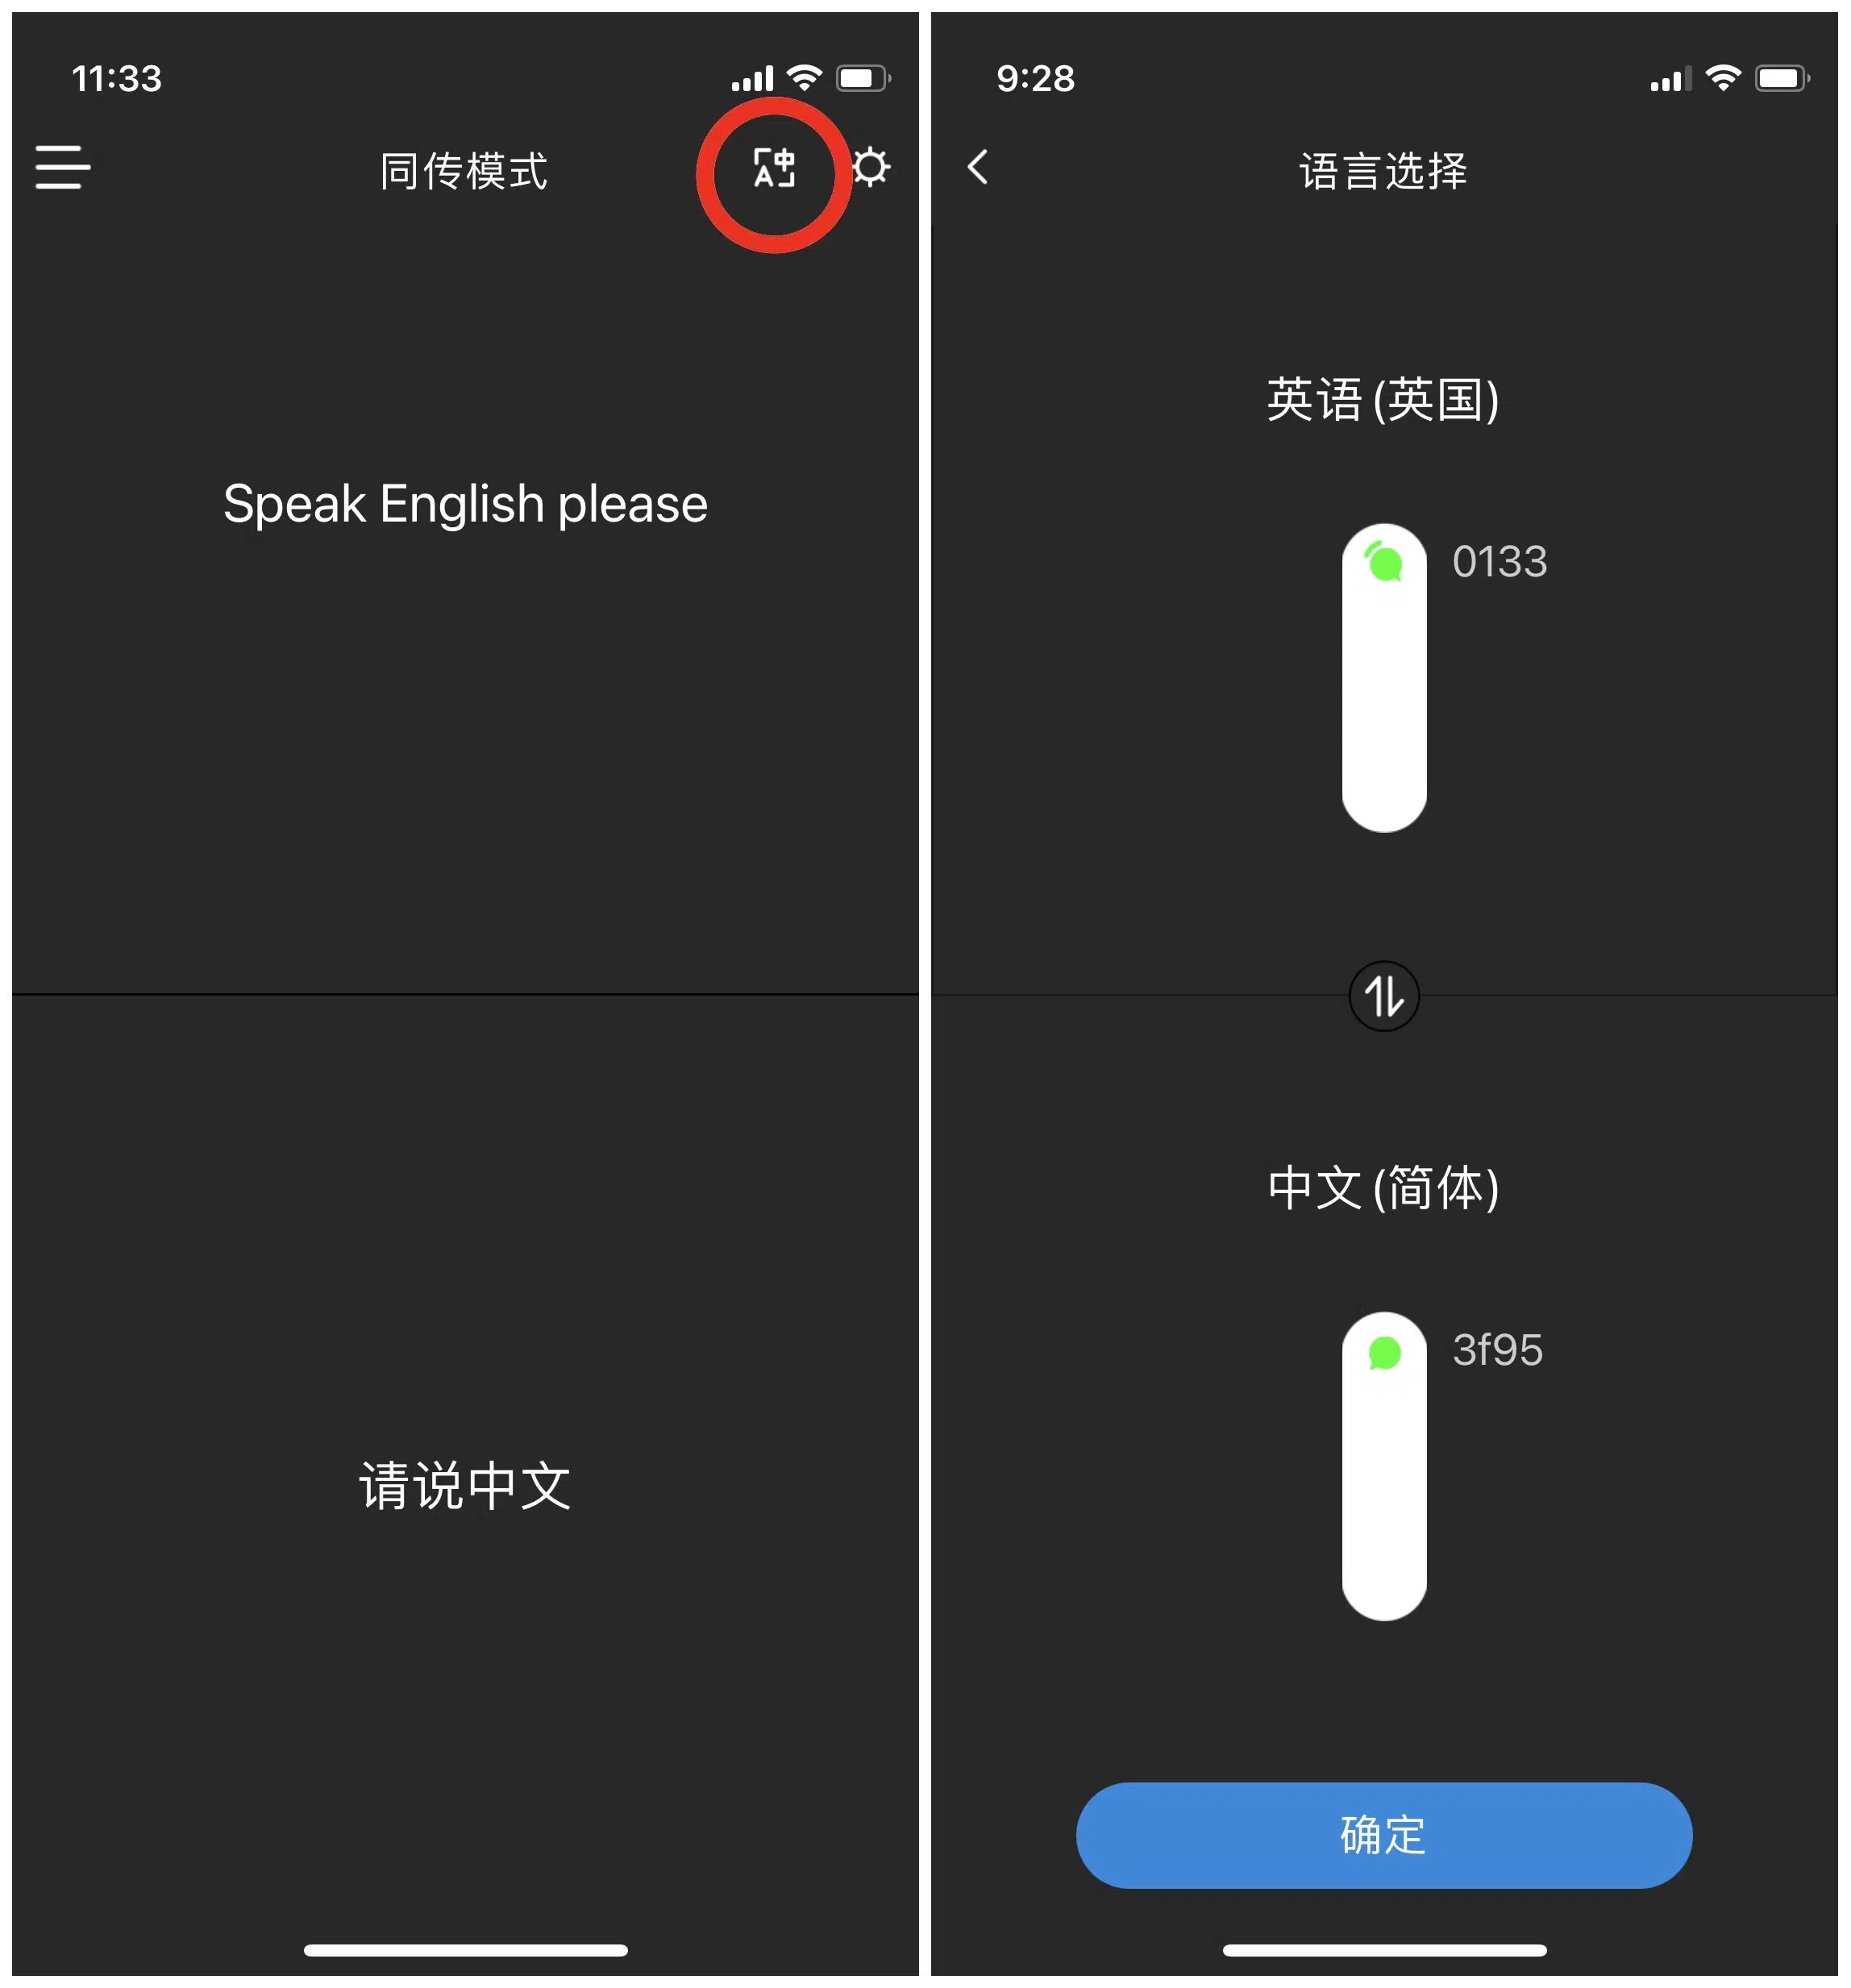 11:33
同传模式
Speak English please
请说中文
9:28
语言选择
英语 (英国)
0133
中文 (简体)
3f95
确定